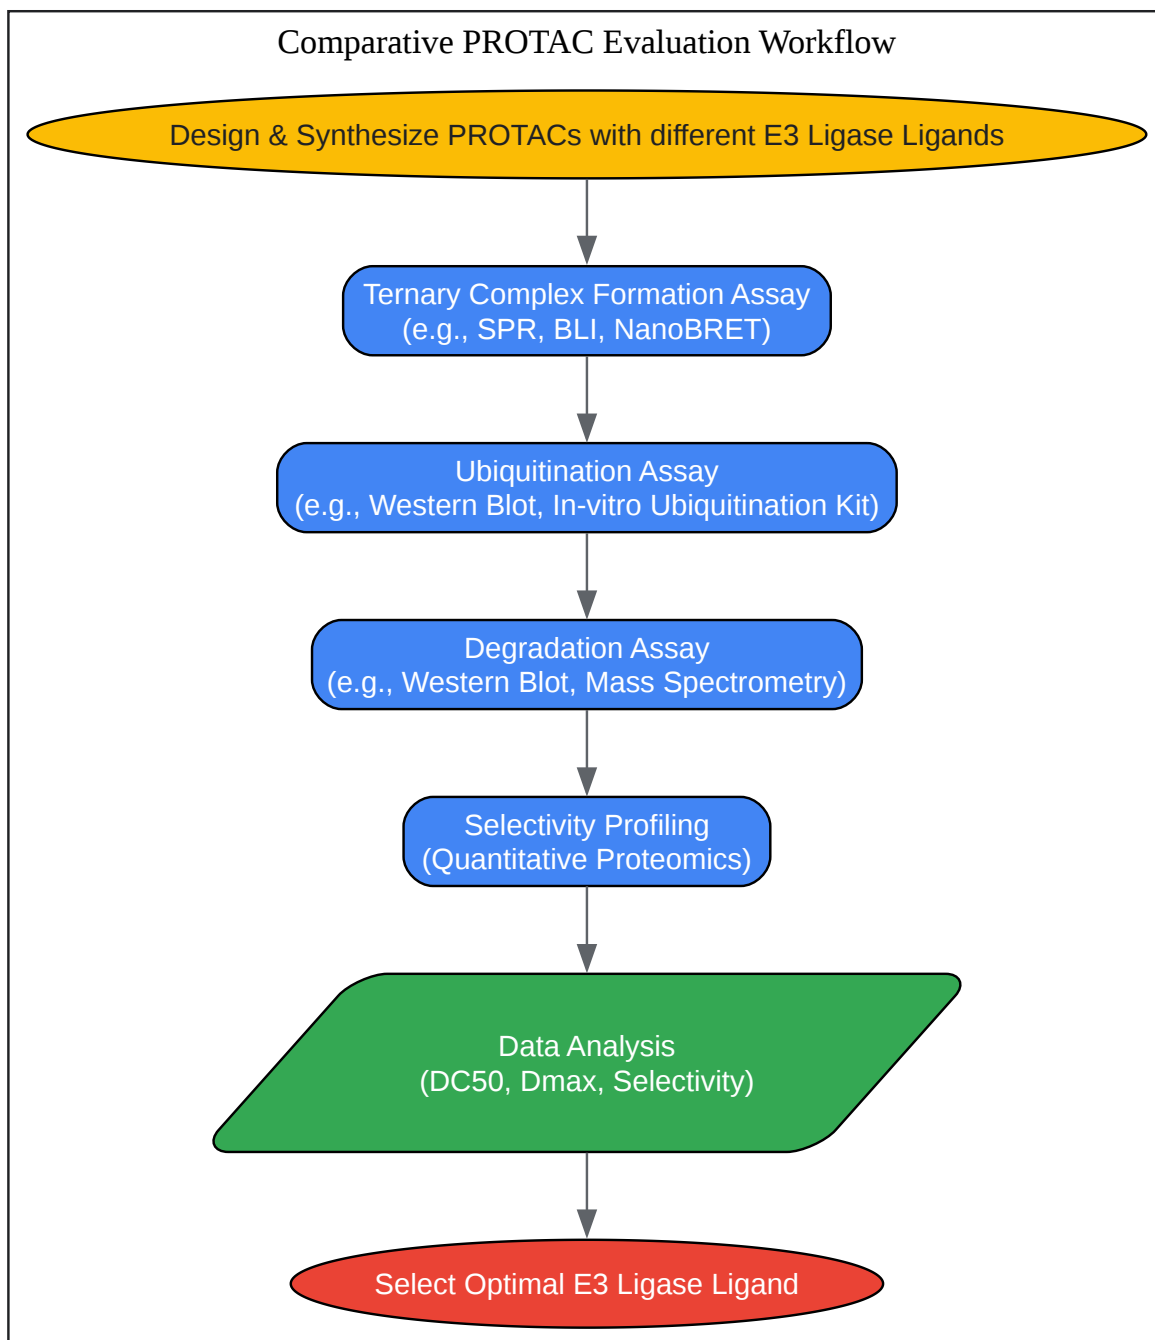 Comparative PROTAC Evaluation Workflow
Design & Synthesize PROTACs with different E3 Ligase Ligands
Ternary Complex Formation Assay
(e.g., SPR, BLI, NanoBRET)
Ubiquitination Assay
(e.g., Western Blot, In-vitro Ubiquitination Kit)
Degradation Assay
(e.g., Western Blot, Mass Spectrometry)
Selectivity Profiling
(Quantitative Proteomics)
Data Analysis
(DC50, Dmax, Selectivity)
Select Optimal E3 Ligase Ligand